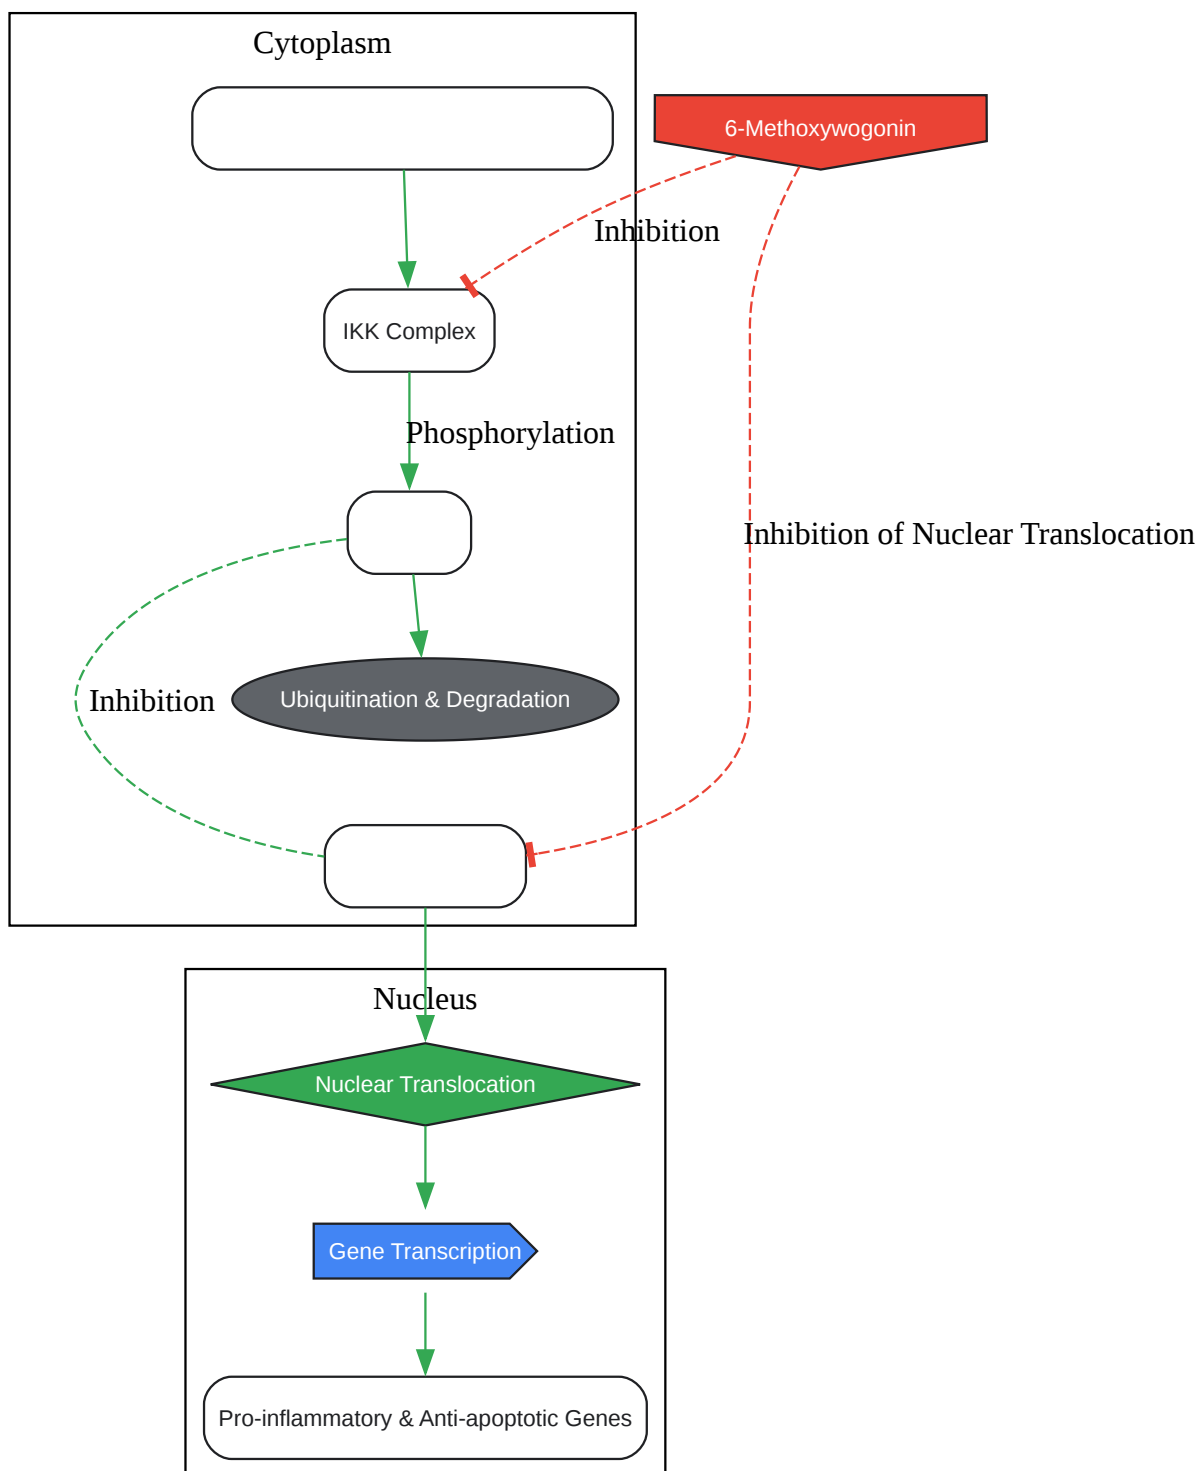 Cytoplasm
6-Methoxywogonin
Inhibition
IKK Complex
Phosphorylation
Inhibition of Nuclear Translocation
Ubiquitination & Degradation
Inhibition
Nucleus
Nuclear Translocation
Gene Transcription
Pro-inflammatory & Anti-apoptotic Genes